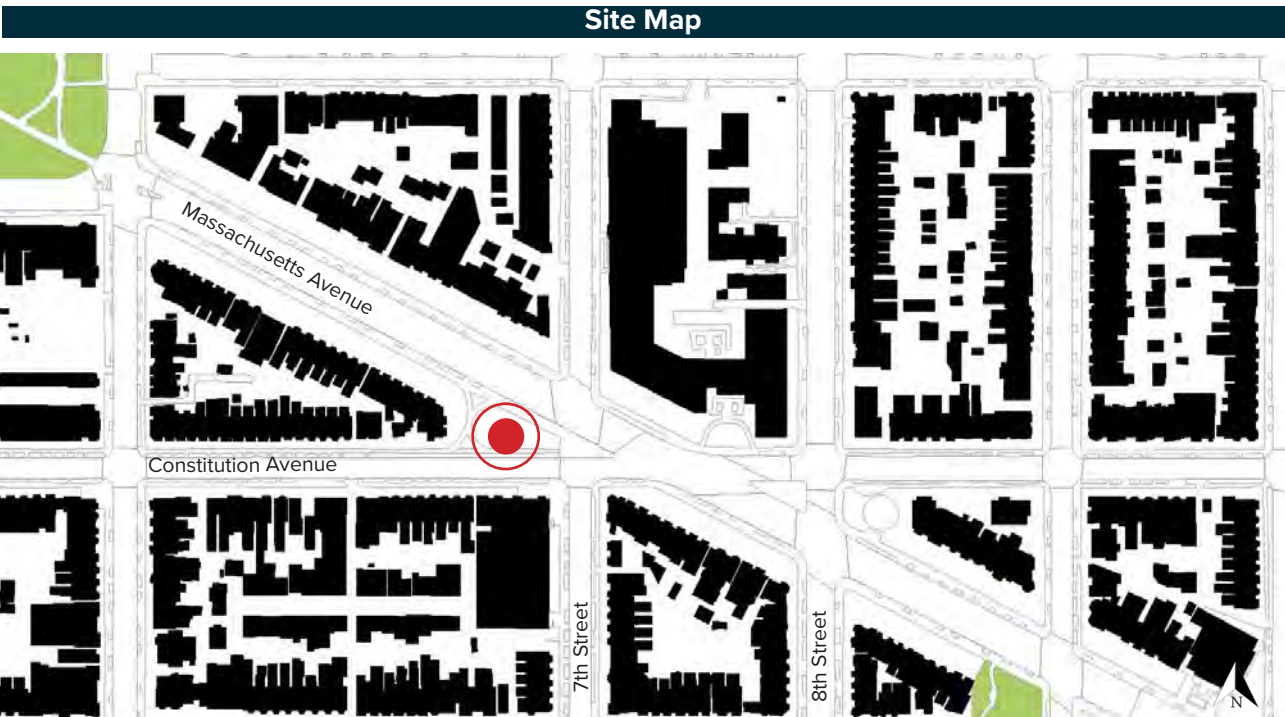 Site Map
Massachusetts Avenue
Constitution Avenue
7th Street
8th Street
N